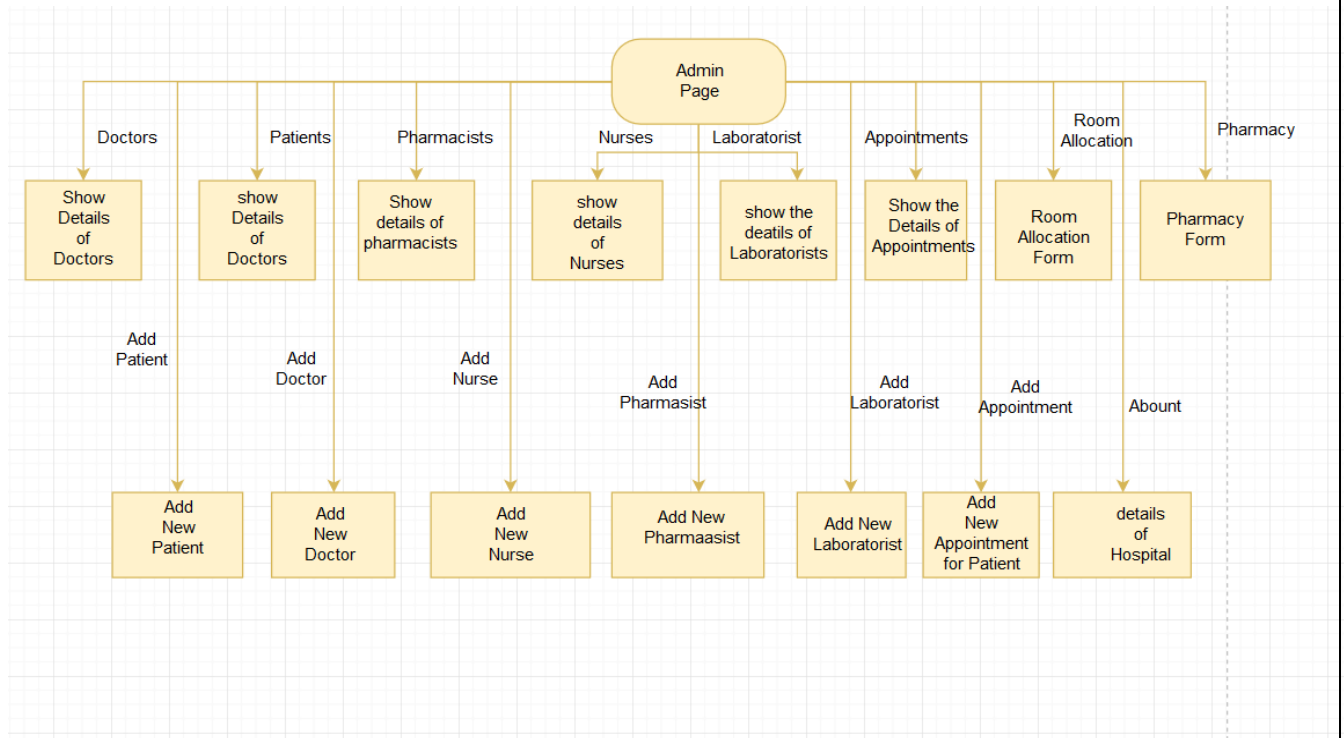 Admin
Page
Doctors
Patients
Pharmacists
Nurses
Laboratorist
Appointments
Room
Allocation
Pharmacy
Show
Details
of
Doctors
show
Details
of
Doctors
Show
details of
pharmacists
show
details
of
Nurses
show the
deatils of
Laboratorists
Show the
Details of
Appointments
Room
Allocation
Form
Pharmacy
Form
Add
Patient
Add
Doctor
Add
Nurse
Add
Pharmasist
Add
Laboratorist
Add
Appointment
Abount
Add
New
Patient
Add
New
Doctor
Add
New
Nurse
Add New
Pharmaasist
Add New
Laboratorist
Add
New
Appointment
for Patient
details
of
Hospital